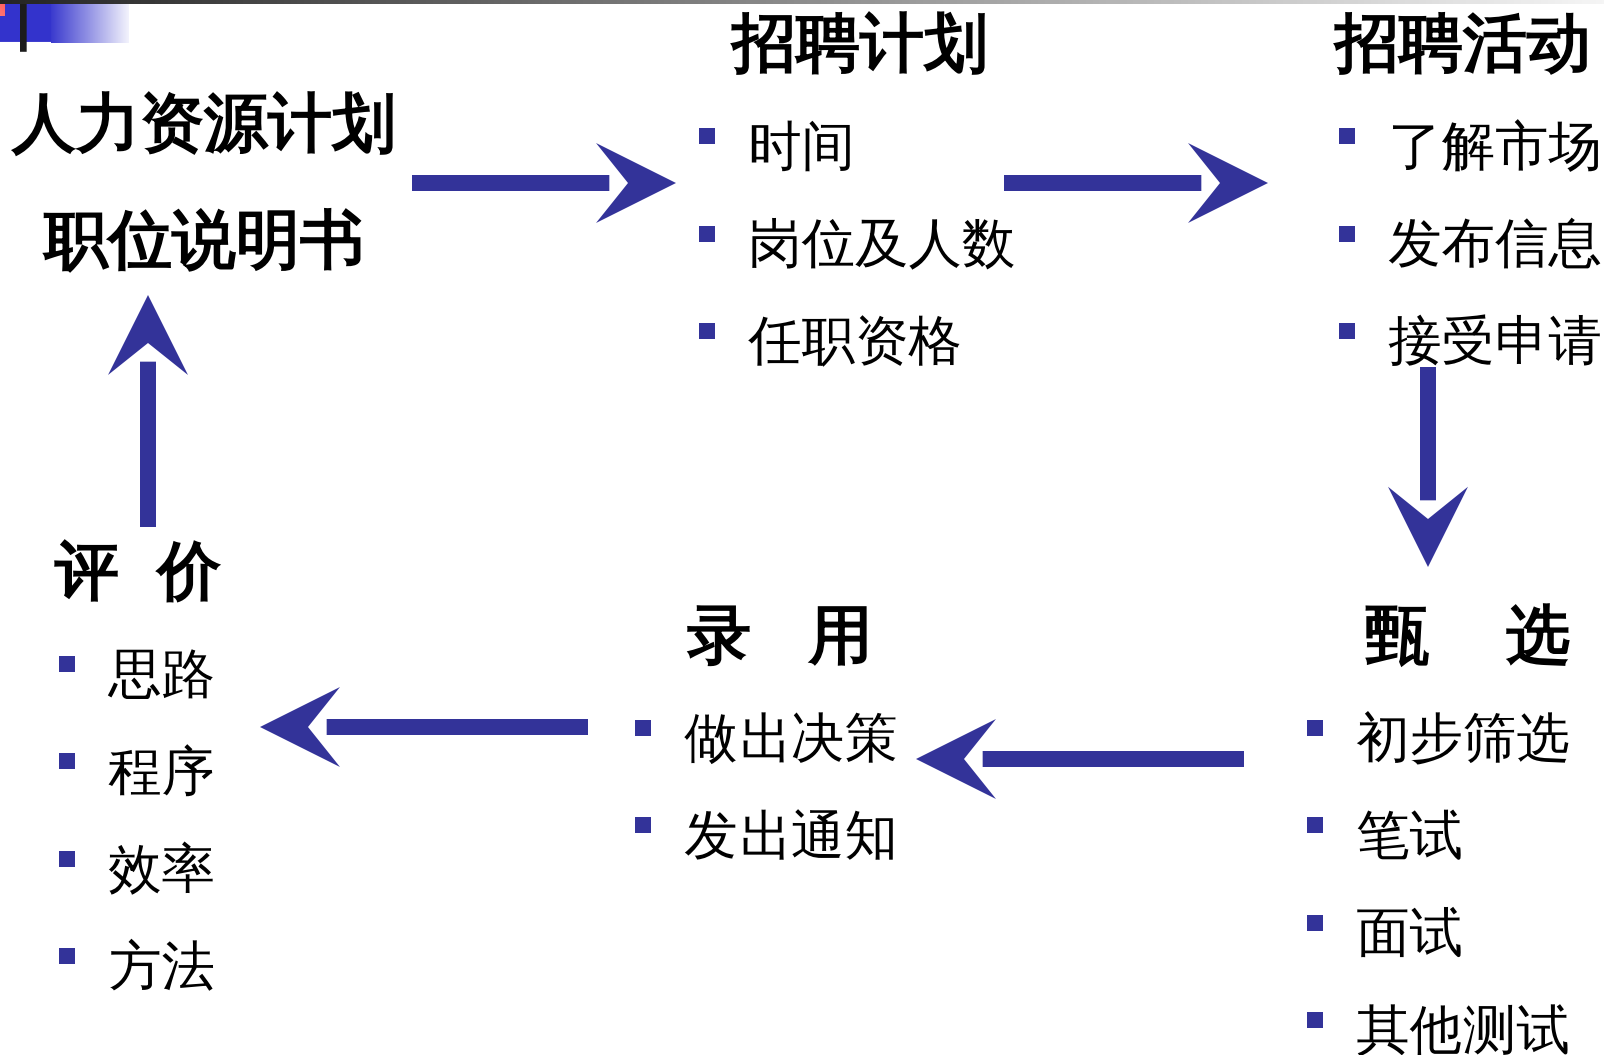 人力资源计划
职位说明书
招聘计划
时间
岗位及人数
任职资格
招聘活动
了解市场
发布信息
接受申请
甄 选
初步筛选
笔试
面试
其他测试
录 用
做出决策
发出通知
评 价
思路
程序
效率
方法